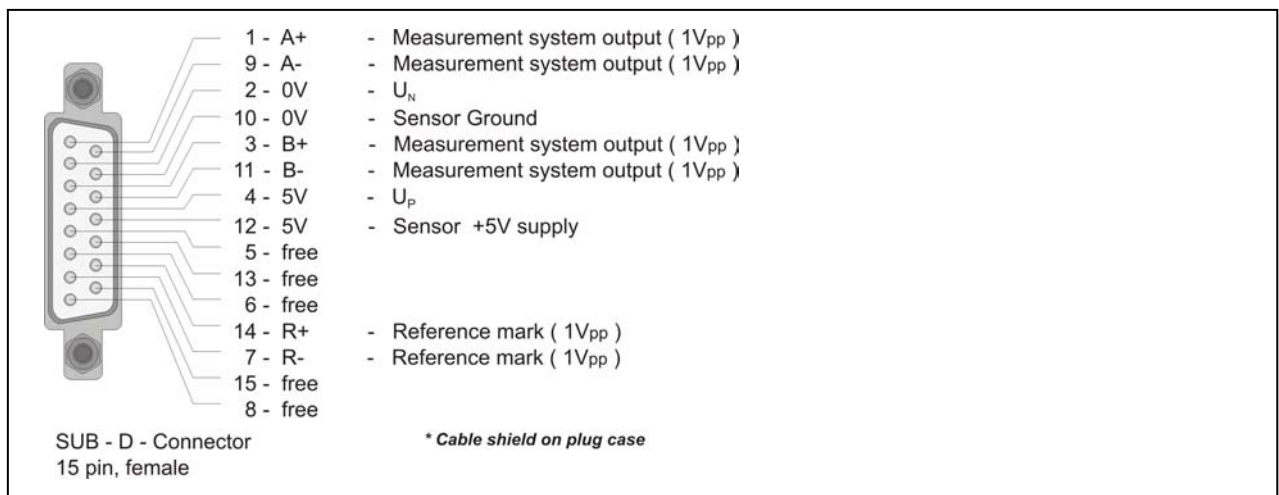 1 - A+ - Measurement system output ( 1Vpp )
9 - A- - Measurement system output ( 1Vpp )
2 - 0V - UN
10 - 0V - Sensor Ground
3 - B+ - Measurement system output ( 1Vpp )
11 - B- - Measurement system output ( 1Vpp )
4 - 5V - UP
12 - 5V - Sensor +5V supply
5 - free
13 - free
6 - free
14 - R+ - Reference mark ( 1Vpp )
7 - R- - Reference mark ( 1Vpp )
15 - free
8 - free
SUB - D - Connector
15 pin, female
* Cable shield on plug case